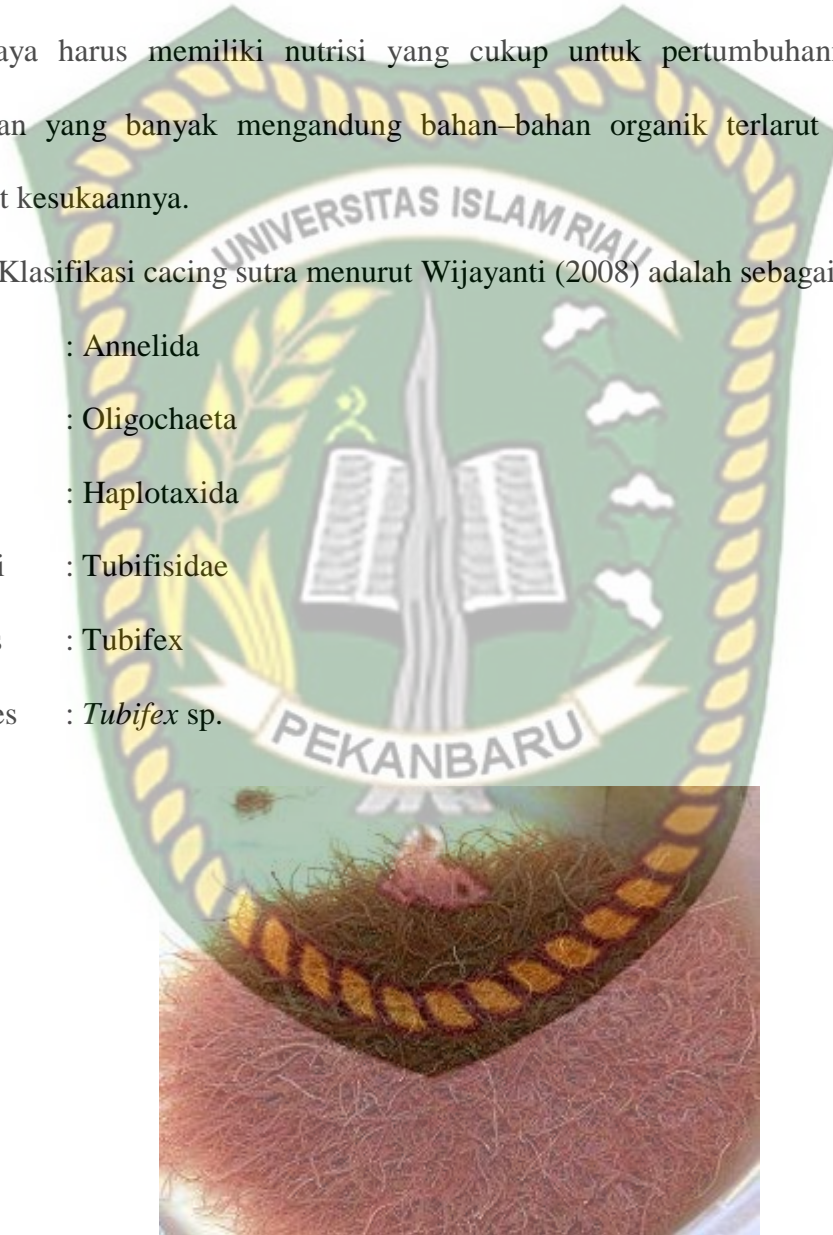 aya harus memiliki nutrisi yang cukup untuk pertumbuhan
an yang banyak mengandung bahan–bahan organik terlarut
t kesukaannya.
UNIVERSITAS ISLAM RIAU
Klasifikasi cacing sutra menurut Wijayanti (2008) adalah sebagai
: Annelida
: Oligochaeta
: Haplotaxida
i : Tubifisidae
s : Tubifex
es : Tubifex sp.
PEKANBARU